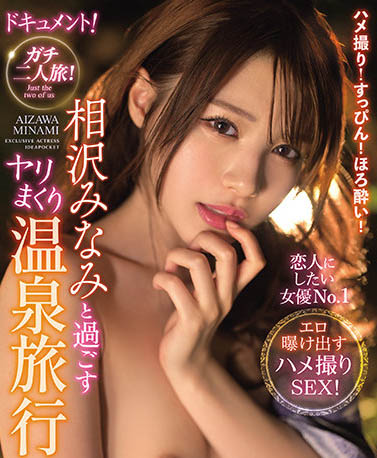 ドキュメント!
ガチ
二人旅!
Just the
two of us
AIZAWA
MINAMI
EXCLUSIVE ACTRESS
IDEAPOCKET
相沢みなみと過ごす
ヤリ
まくり
温泉旅行
ハメ撮り!すっぴん!ほろ酔い!
恋人に
したい
女優No.1
エロ
曝け出す
ハメ撮り
SEX!